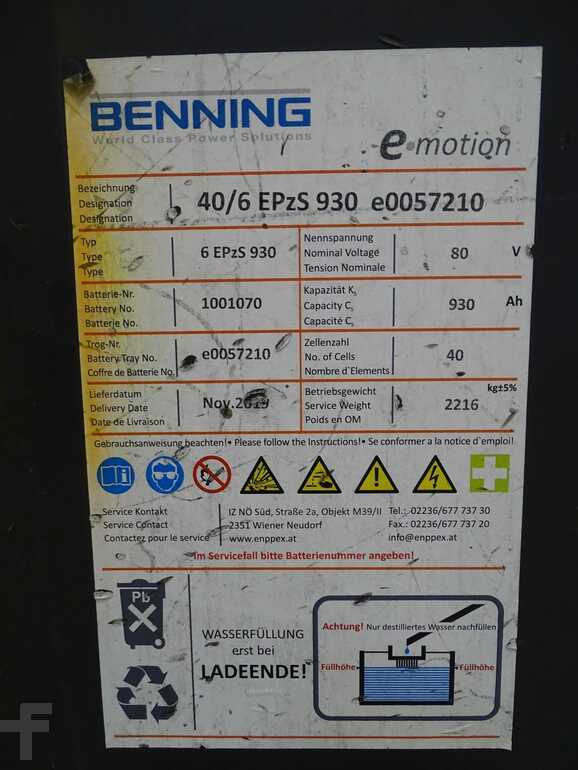 BENNING
World Class Power Solutions
e·motion
Bezeichnung
Designation
Désignation
40/6 EPzS 930 e0057210
Typ
Type
Type
6 EPzS 930
Nennspannung
Nominal Voltage
Tension Nominale
80 V
Batterie-Nr.
Battery No.
Batterie No.
1001070
Kapazität K5
Capacity C5
Capacité C5
930 Ah
Trog-Nr.
Battery Tray No.
Coffre de Batterie No.
e0057210
Zellenzahl
No. of Cells
Nombre d`Elements
40
Lieferdatum
Delivery Date
Date de Livraison
Nov.2019
Betriebsgewicht
Service Weight
Poids en OM
2216
kg±5%
Gebrauchsanweisung beachten!• Please follow the Instructions!• Se conformer a la notice d`emploi!
Service Kontakt
Service Contact
Contactez pour le service
IZ NÖ Süd, Straße 2a, Objekt M39/II
2351 Wiener Neudorf
www.enppex.at
Tel.: 02236/677 737 30
Fax.: 02236/677 737 20
info@enppex.at
Im Servicefall bitte Batterienummer angeben!
Pb
WASSERFÜLLUNG
erst bei
LADEENDE!
Achtung! Nur destilliertes Wasser nachfüllen
Füllhöhe
Füllhöhe
f